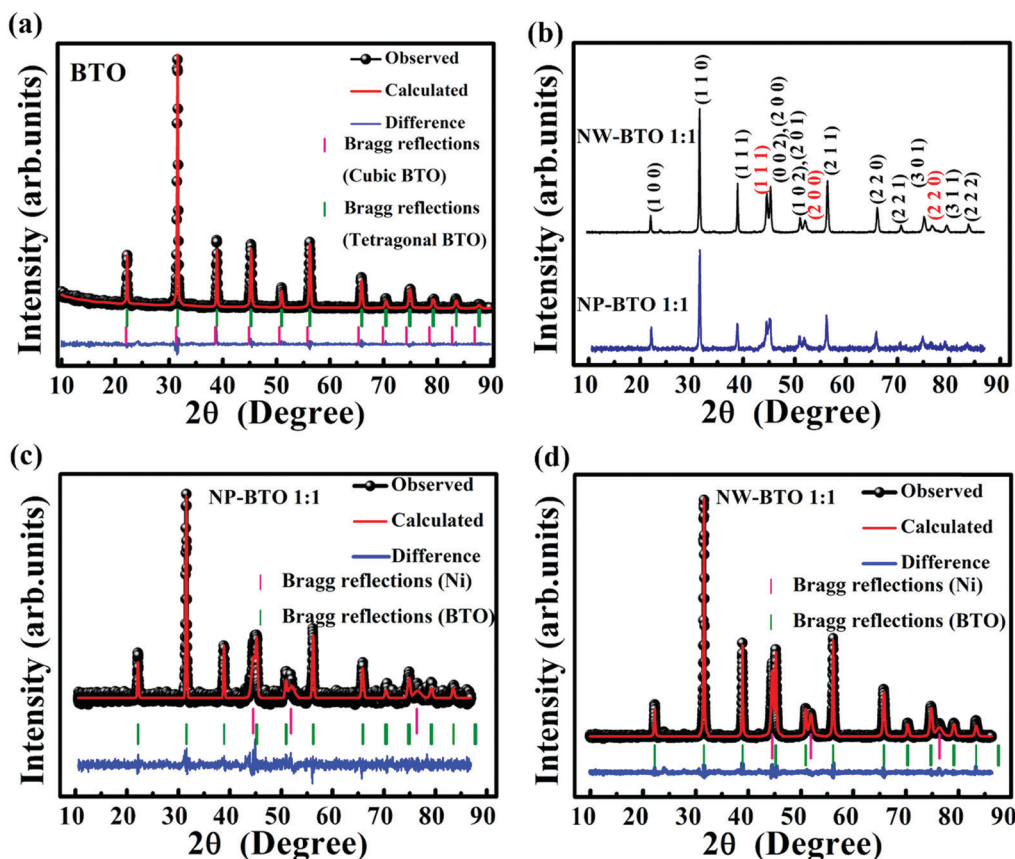 (a)
BTO
Observed
Calculated
Difference
Bragg reflections
(Cubic BTO)
Bragg reflections
(Tetragonal BTO)
Intensity (arb.units)
10 20 30 40 50 60 70 80 90
2θ (Degree)
(b)
NW-BTO 1:1
(1 0 0)
(1 1 0)
(1 1 1)
(1 1 1)
(0 0 2),(2 0 0)
(1 0 2),(2 0 1)
(2 0 0)
(2 1 1)
(2 2 0)
(2 2 1)
(3 0 1)
(2 2 0)
(3 1 1)
(2 2 2)
NP-BTO 1:1
Intensity (arb.units)
10 20 30 40 50 60 70 80 90
2θ (Degree)
(c)
NP-BTO 1:1
Observed
Calculated
Difference
Bragg reflections (Ni)
Bragg reflections (BTO)
Intensity (arb.units)
10 20 30 40 50 60 70 80 90
2θ (Degree)
(d)
NW-BTO 1:1
Observed
Calculated
Difference
Bragg reflections (Ni)
Bragg reflections (BTO)
Intensity (arb.units)
10 20 30 40 50 60 70 80 90
2θ (Degree)